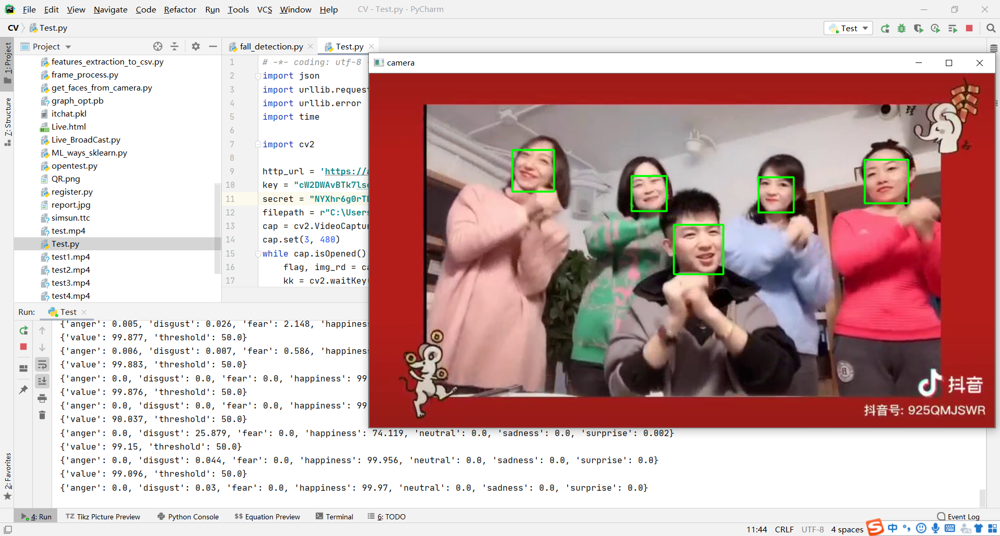 File Edit View Navigate Code Refactor Run Tools VCS Window Help CV - Test.py - PyCharm
CV Test.py
Test
1: Project
7: Structure
2: Favorites
Project
features_extraction_to_csv.py
frame_process.py
get_faces_from_camera.py
graph_opt.pb
itchat.pkl
Live.html
Live_BroadCast.py
ML_ways_sklearn.py
opentest.py
QR.png
register.py
report.jpg
simsun.ttc
test.mp4
Test.py
test1.mp4
test2.mp4
test3.mp4
test4.mp4
fall_detection.py Test.py
1 # -*- coding: utf-8
2 import json
3 import urllib.request
4 import urllib.error
5 import time
6
7 import cv2
8
9 http_url = 'https://a
10 key = "cW2DWAvBTk7lsd
11 secret = "NYXhr6g0rTL
12 filepath = r"C:\Users
13 cap = cv2.VideoCaptur
14 cap.set(3, 480)
15 while cap.isOpened()
16 flag, img_rd = ca
17 kk = cv2.waitKey(
camera
抖音
抖音号: 925QMJSWR
Run: Test
{'anger': 0.005, 'disgust': 0.026, 'fear': 2.148, 'happiness
{'value': 99.877, 'threshold': 50.0}
{'anger': 0.006, 'disgust': 0.007, 'fear': 0.586, 'happiness
{'value': 99.883, 'threshold': 50.0}
{'anger': 0.0, 'disgust': 0.0, 'fear': 0.0, 'happiness': 99
{'value': 99.876, 'threshold': 50.0}
{'anger': 0.0, 'disgust': 0.0, 'fear': 0.0, 'happiness': 99
{'value': 90.037, 'threshold': 50.0}
{'anger': 0.0, 'disgust': 25.879, 'fear': 0.0, 'happiness': 74.119, 'neutral': 0.0, 'sadness': 0.0, 'surprise': 0.002}
{'value': 99.15, 'threshold': 50.0}
{'anger': 0.0, 'disgust': 0.044, 'fear': 0.0, 'happiness': 99.956, 'neutral': 0.0, 'sadness': 0.0, 'surprise': 0.0}
{'value': 99.096, 'threshold': 50.0}
{'anger': 0.0, 'disgust': 0.03, 'fear': 0.0, 'happiness': 99.97, 'neutral': 0.0, 'sadness': 0.0, 'surprise': 0.0}
4: Run TZ Tikz Picture Preview Python Console $$ Equation Preview Terminal 6: TODO Event Log
11:44 CRLF UTF-8 4 spaces 中